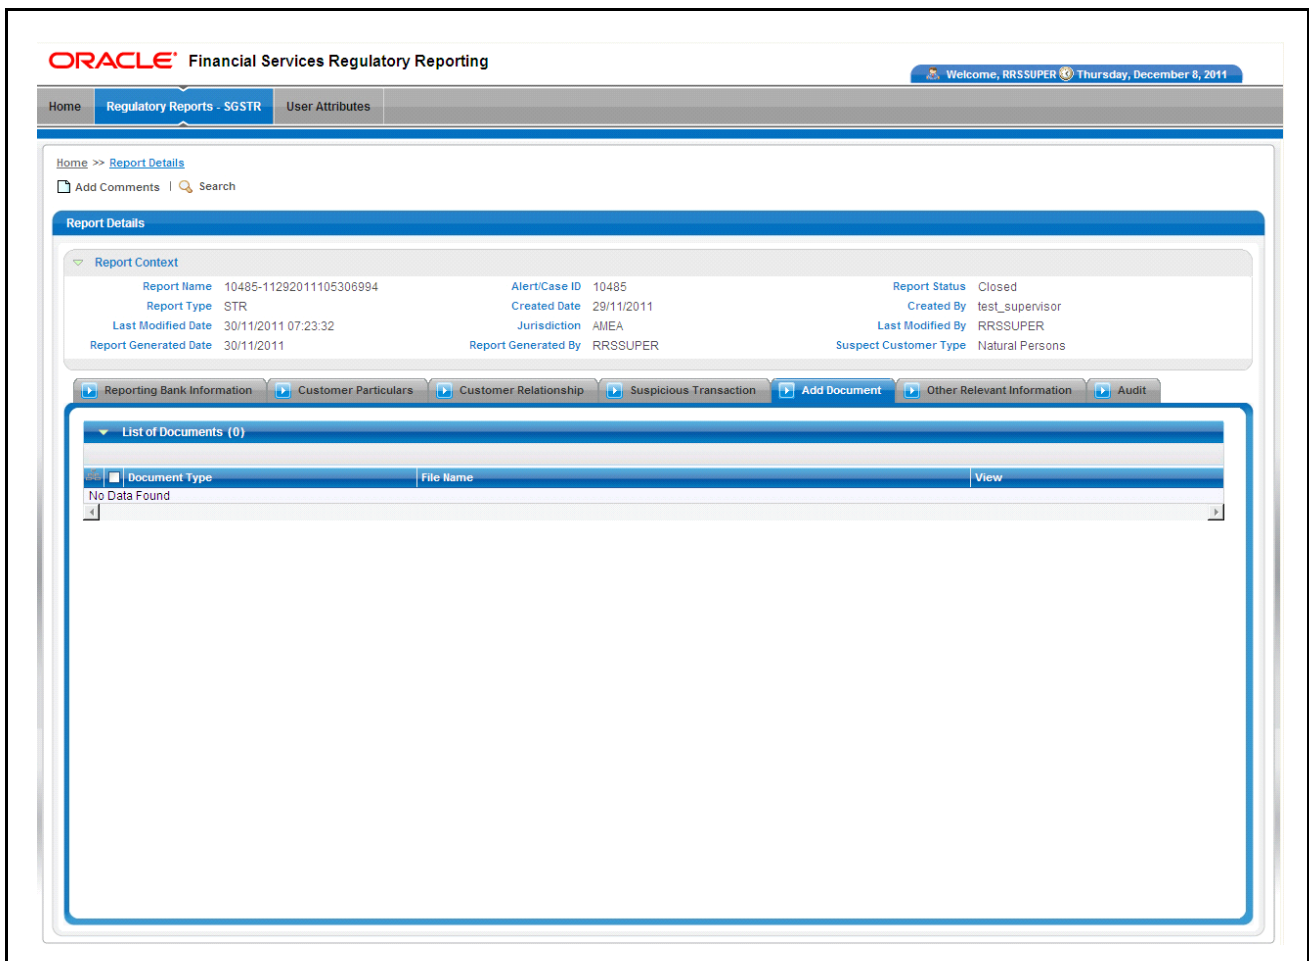 ORACLE® Financial Services Regulatory Reporting
Welcome, RRSSUPER Thursday, December 8, 2011
Home Regulatory Reports - SGSTR User Attributes
Home >> Report Details
Add Comments | Search
Report Details
Report Context
Report Name 10485-11292011105306994 Alert/Case ID 10485 Report Status Closed
Report Type STR Created Date 29/11/2011 Created By test_supervisor
Last Modified Date 30/11/2011 07:23:32 Jurisdiction AMEA Last Modified By RRSSUPER
Report Generated Date 30/11/2011 Report Generated By RRSSUPER Suspect Customer Type Natural Persons
Reporting Bank Information Customer Particulars Customer Relationship Suspicious Transaction Add Document Other Relevant Information Audit
List of Documents (0)
Document Type File Name View
No Data Found